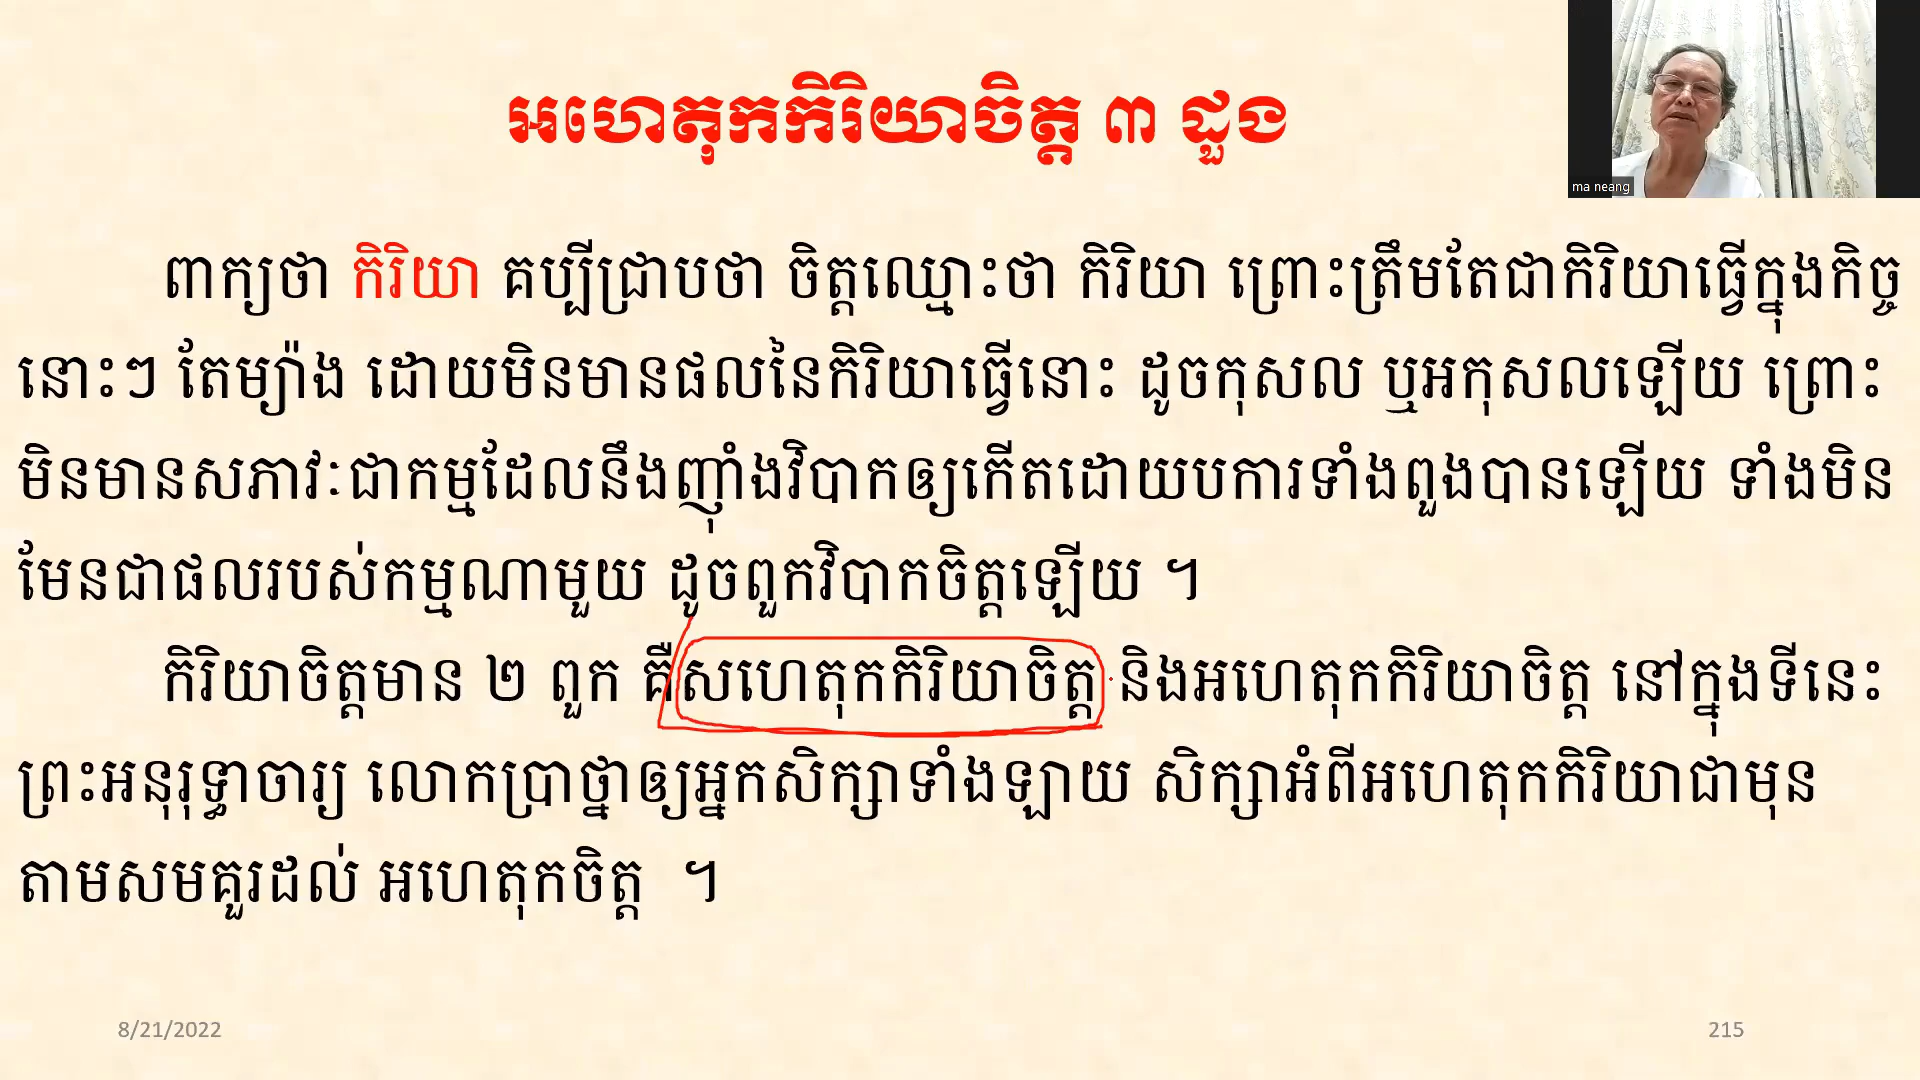 អហេតុកកិរិយាចិត្ត ៣ ដួង
ma neang
ពាក្យថា កិរិយា គប្បីជ្រាបថា ចិត្តឈ្មោះថា កិរិយា ព្រោះត្រឹមតែជាកិរិយាធ្វើក្នុងកិច្ច
នោះៗ តែម្យ៉ាង ដោយមិនមានផលនៃកិរិយាធ្វើនោះ ដូចកុសល ឬអកុសលឡើយ ព្រោះ
មិនមានសភាវៈជាកម្មដែលនឹងញុំាងវិបាកឲ្យកើតដោយបការទាំងពួងបានឡើយ ទាំងមិន
មែនជាផលរបស់កម្មណាមួយ ដូចពួកវិបាកចិត្តឡើយ ។
កិរិយាចិត្តមាន ២ ពួក គឺសហេតុកកិរិយាចិត្ត និងអហេតុកកិរិយាចិត្ត នៅក្នុងទីនេះ
ព្រះអនុរុទ្ធាចារ្យ លោកប្រាថ្នាឲ្យអ្នកសិក្សាទាំងឡាយ សិក្សាអំពីអហេតុកកិរិយាជាមុន
តាមសមគួរដល់ អហេតុកចិត្ត ។
8/21/2022
215